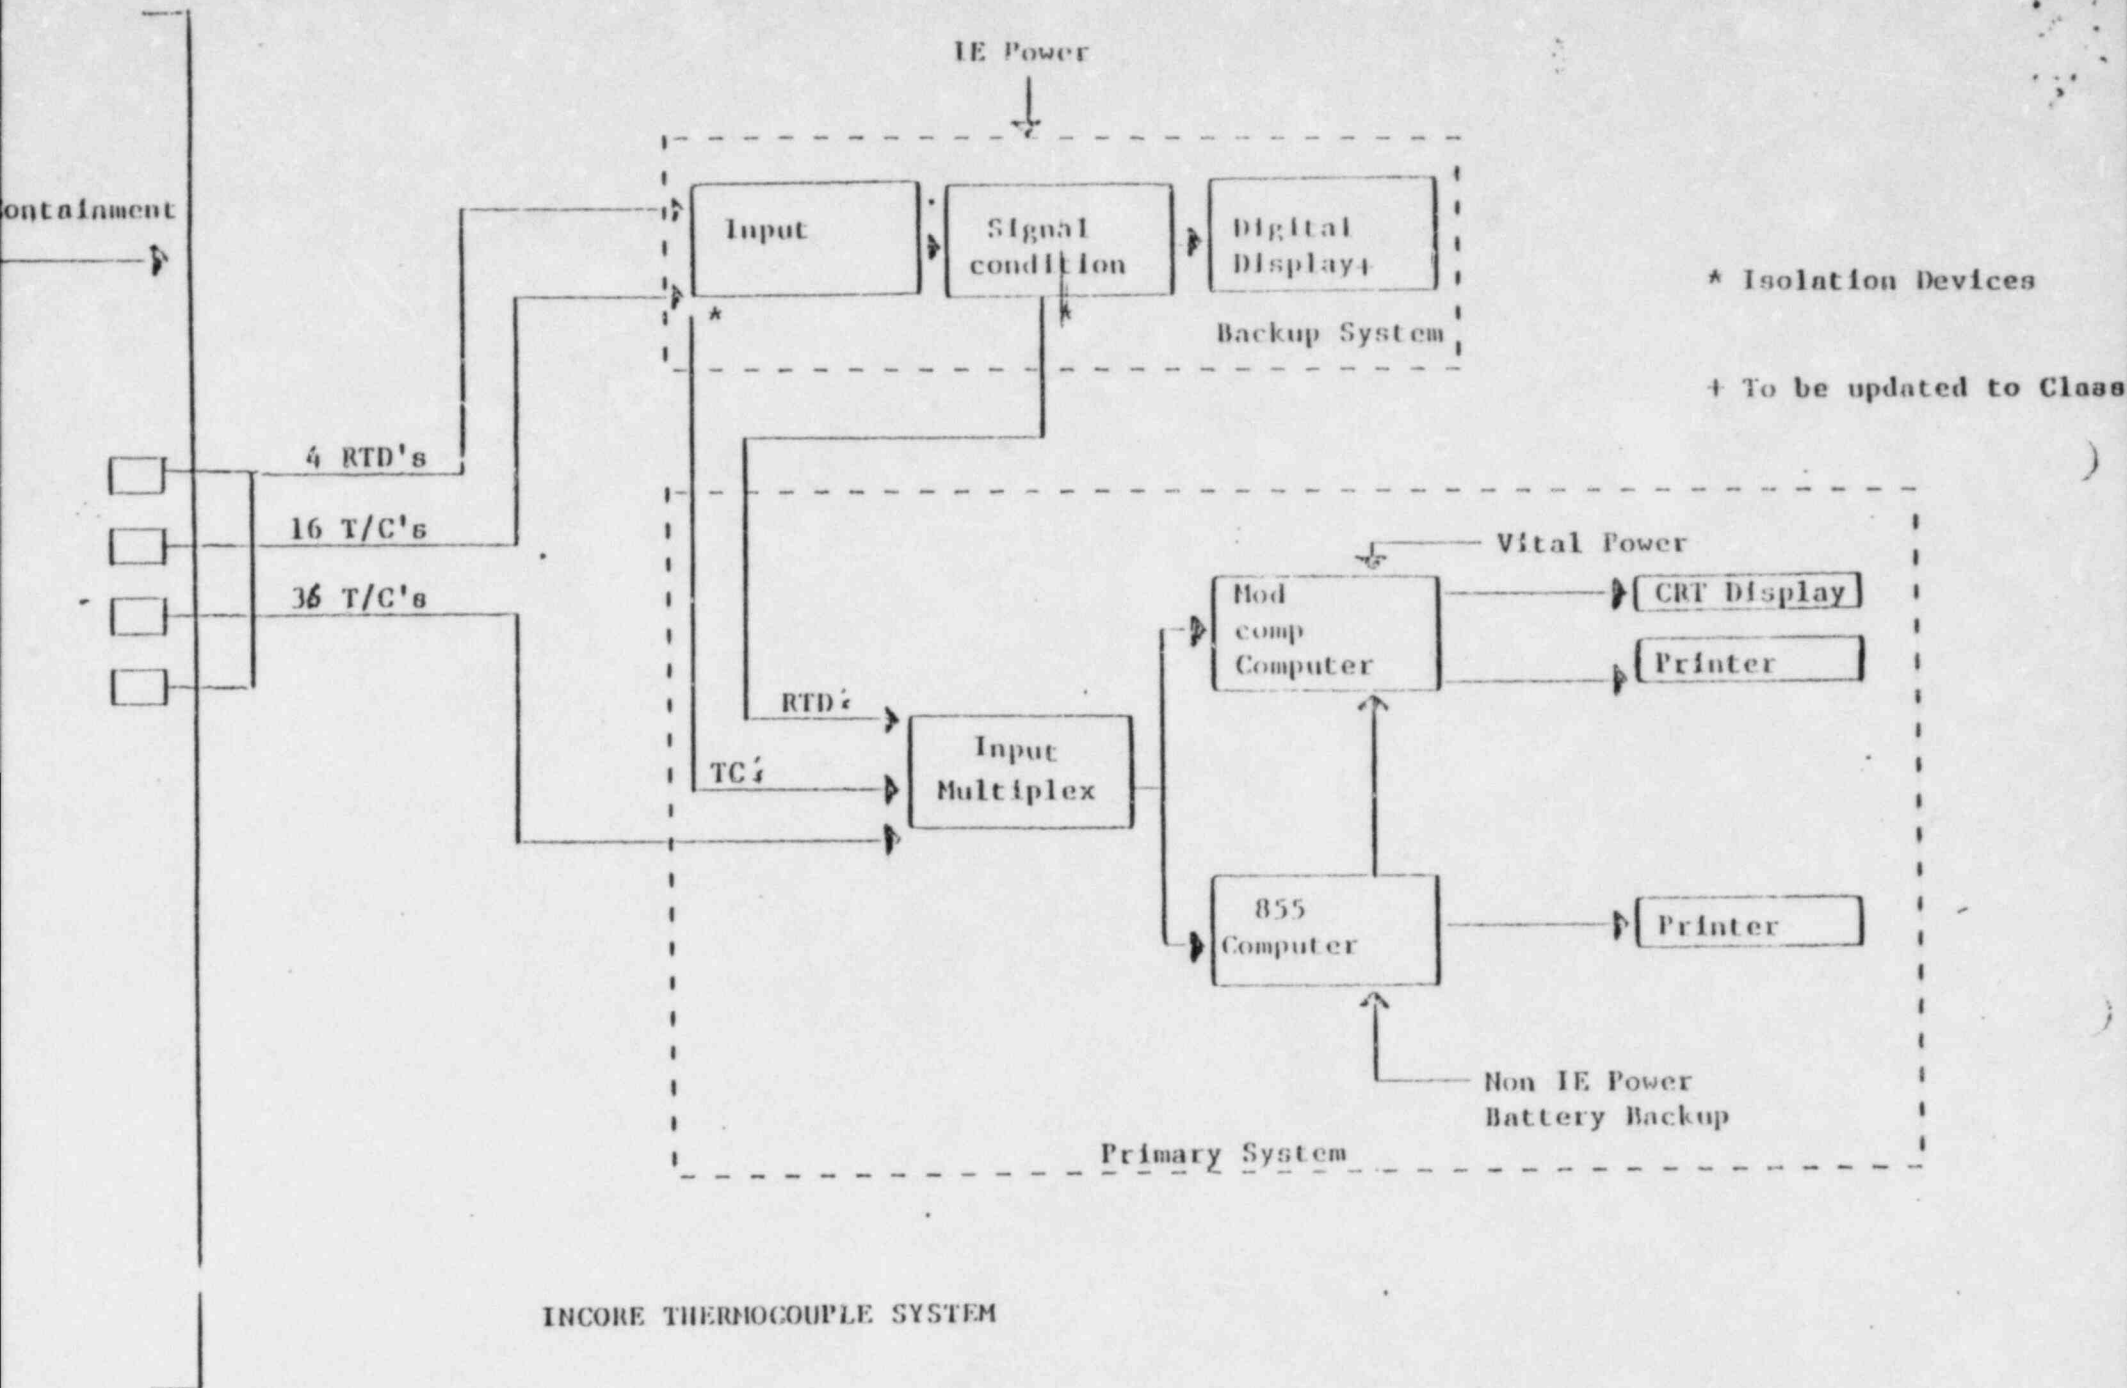 IE Power
ontainment
Input
Signal
condition
Digital
Display+
*
*
Backup System
* Isolation Devices
+ To be updated to Class
4 RTD's
16 T/C's
36 T/C's
Vital Power
Mod
comp
Computer
CRT Display
Printer
RTD's
TC's
Input
Multiplex
855
Computer
Printer
Non IE Power
Battery Backup
Primary System
INCORE THERMOCOUPLE SYSTEM